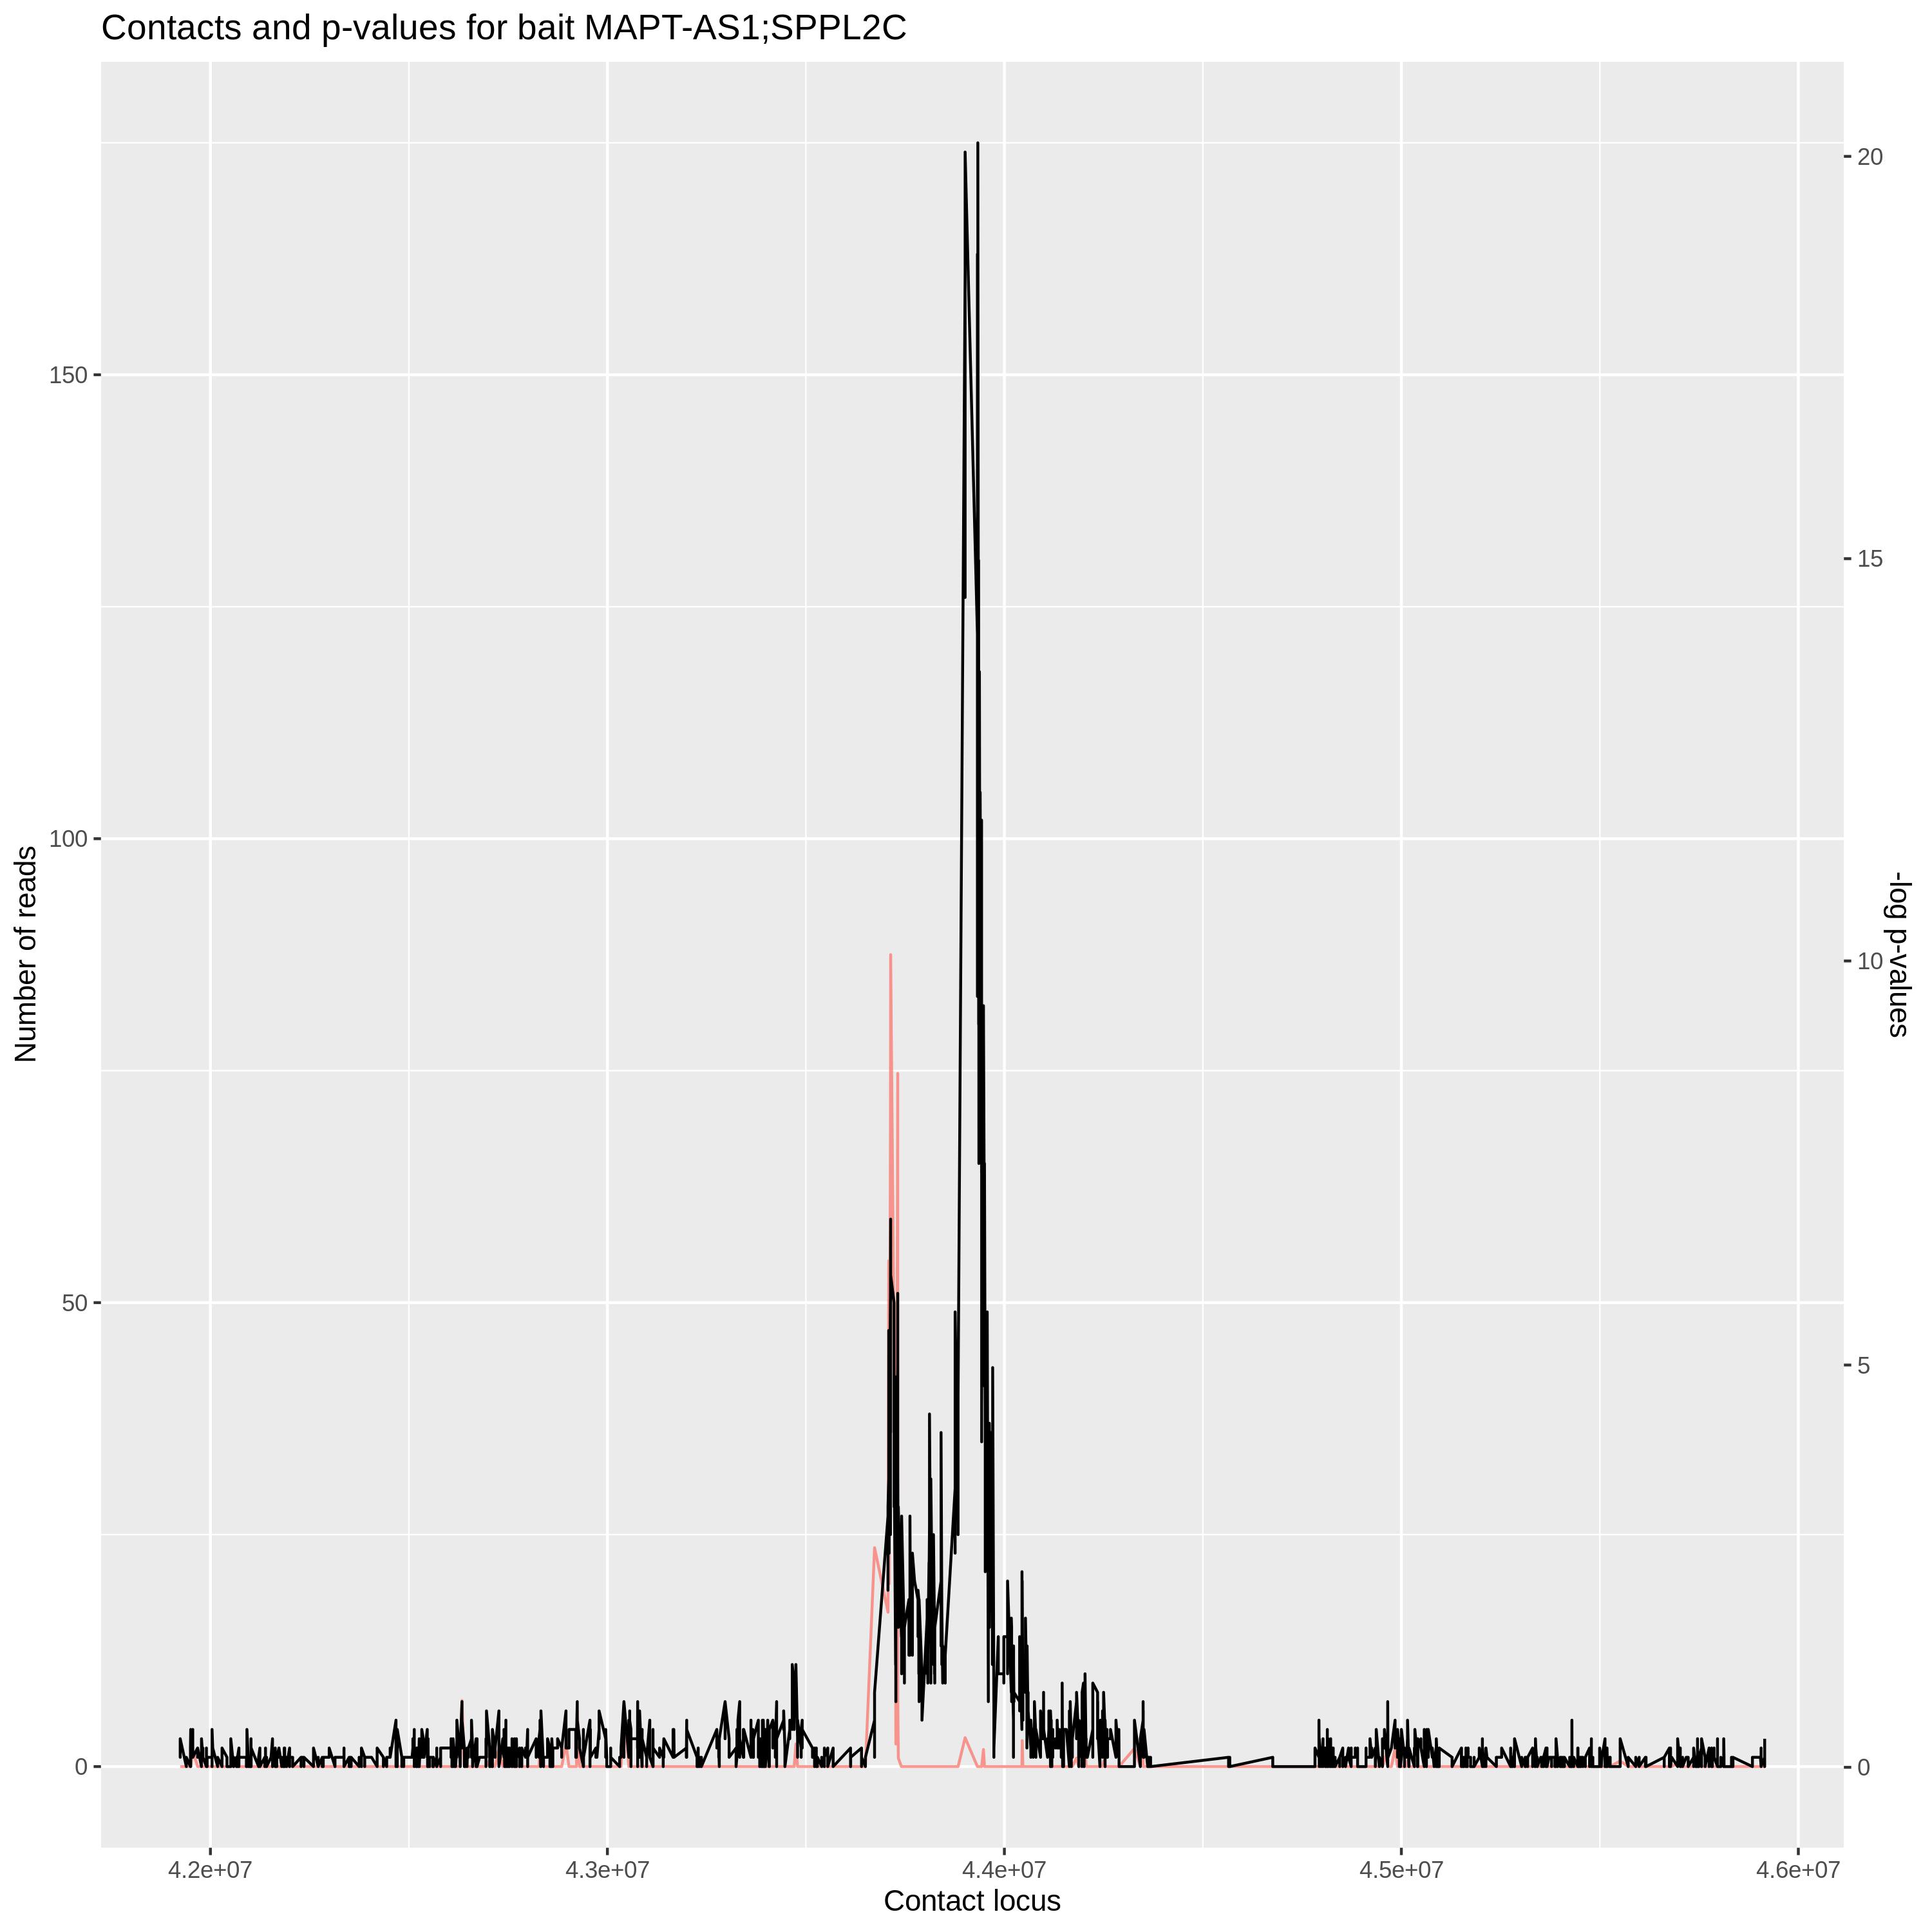 Contacts and p-values for bait MAPT-AS1;SPPL2C
Number of reads
150
100
50
0
20
15
10
5
0
-log p-values
4.2e+07 4.3e+07 4.4e+07 4.5e+07 4.6e+07
Contact locus